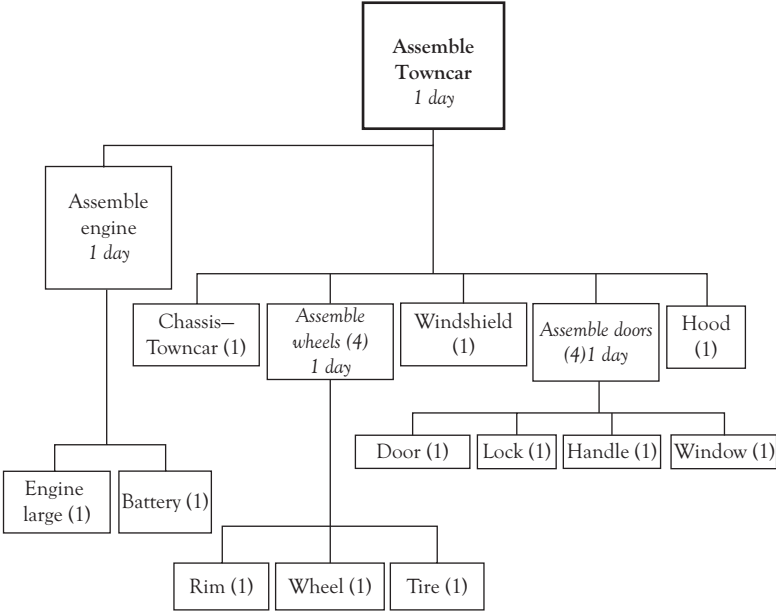 Assemble
Towncar
1 day
Assemble
engine
1 day
Chassis—
Towncar (1)
Assemble
wheels (4)
1 day
Windshield
(1)
Assemble doors
(4)1 day
Hood
(1)
Door (1)
Lock (1)
Handle (1)
Window (1)
Engine
large (1)
Battery (1)
Rim (1)
Wheel (1)
Tire (1)